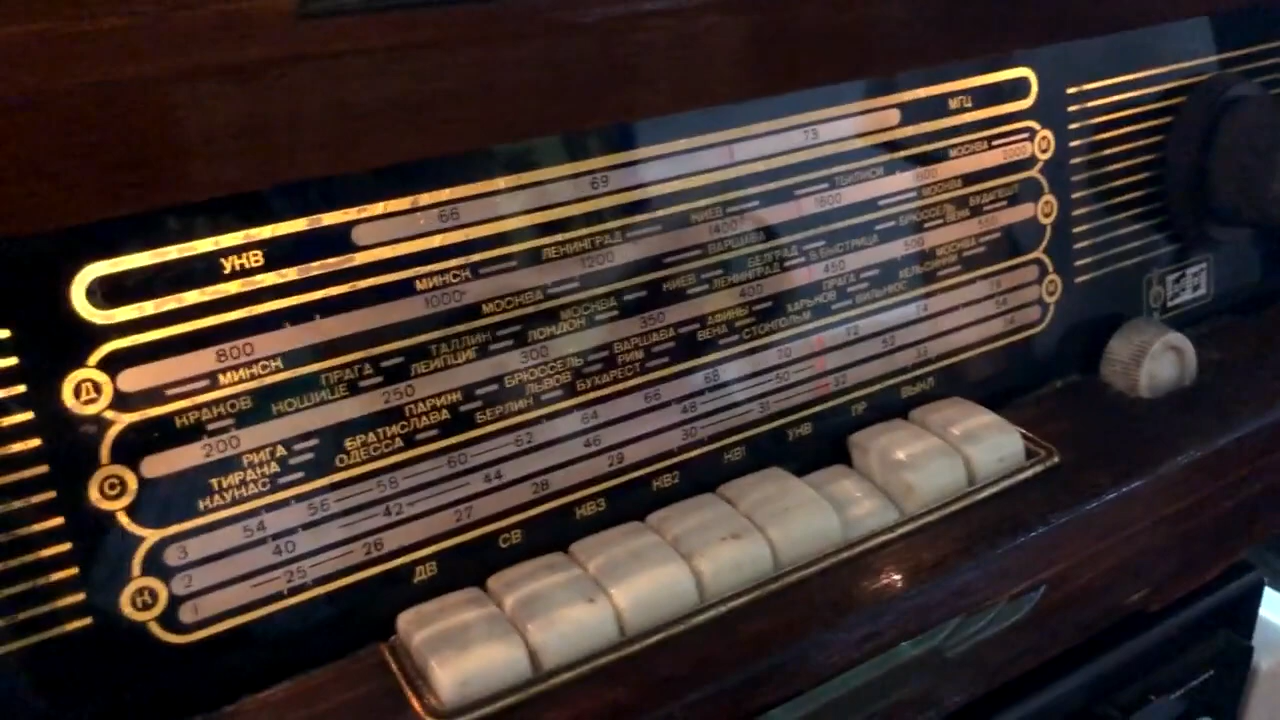 МГЦ
66 69 73
УКВ
МИНСК ЛЕНИНГРАД КИЕВ ТБИЛИСИ МОСКВА
Д 800 1000 1200 1400 1600 1800 2000 М
МИНСК МОСКВА ВАРШАВА МОСКВА
КРАКОВ ПРАГА ТАЛЛИН МОСКВА КИЕВ БЕЛГРАД БРЮССЕЛЬ БУДАПЕШТ
КОШИЦЕ ЛЕЙПЦИГ ЛОНДОН ЛЕНИНГРАД Б.БЫСТРИЦА ВЕНА
С 200 250 300 350 400 450 500 550 М
РИГА ПАРИЖ БРЮССЕЛЬ ВАРШАВА АФИНЫ ХАРЬКОВ ПРАГА МОСКВА
ТИРАНА БРАТИСЛАВА ЛЬВОВ РИМ ВЕНА ВИЛЬНЮС ХЕЛЬСИНКИ
КАУНАС ОДЕССА БЕРЛИН БУХАРЕСТ СТОКГОЛЬМ
3 54 56 58 60 62 64 66 68 70 72 74
К 2 40 42 44 46 48 50 52 54 М
1 25 26 27 28 29 30 31 32 33 34
ДВ СВ КВ3 КВ2 КВ1 УКВ ПР ВЫКЛ